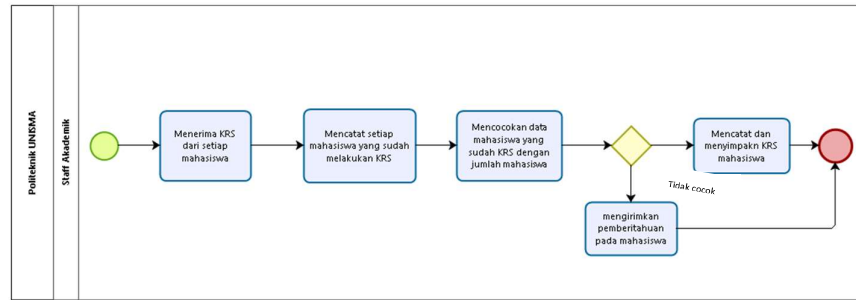 Politeknik UNISMA
Staff Akademik
Menerima KRS
dari setiap
mahasiswa
Mencatat setiap
mahasiswa yang sudah
melakukan KRS
Mencocokan data
mahasiswa yang
sudah KRS dengan
jumlah mahasiswa
Mencatat dan
menyimpakn KRS
mahasiswa
Tidak cocok
mengirimkan
pemberitahuan
pada mahasiswa